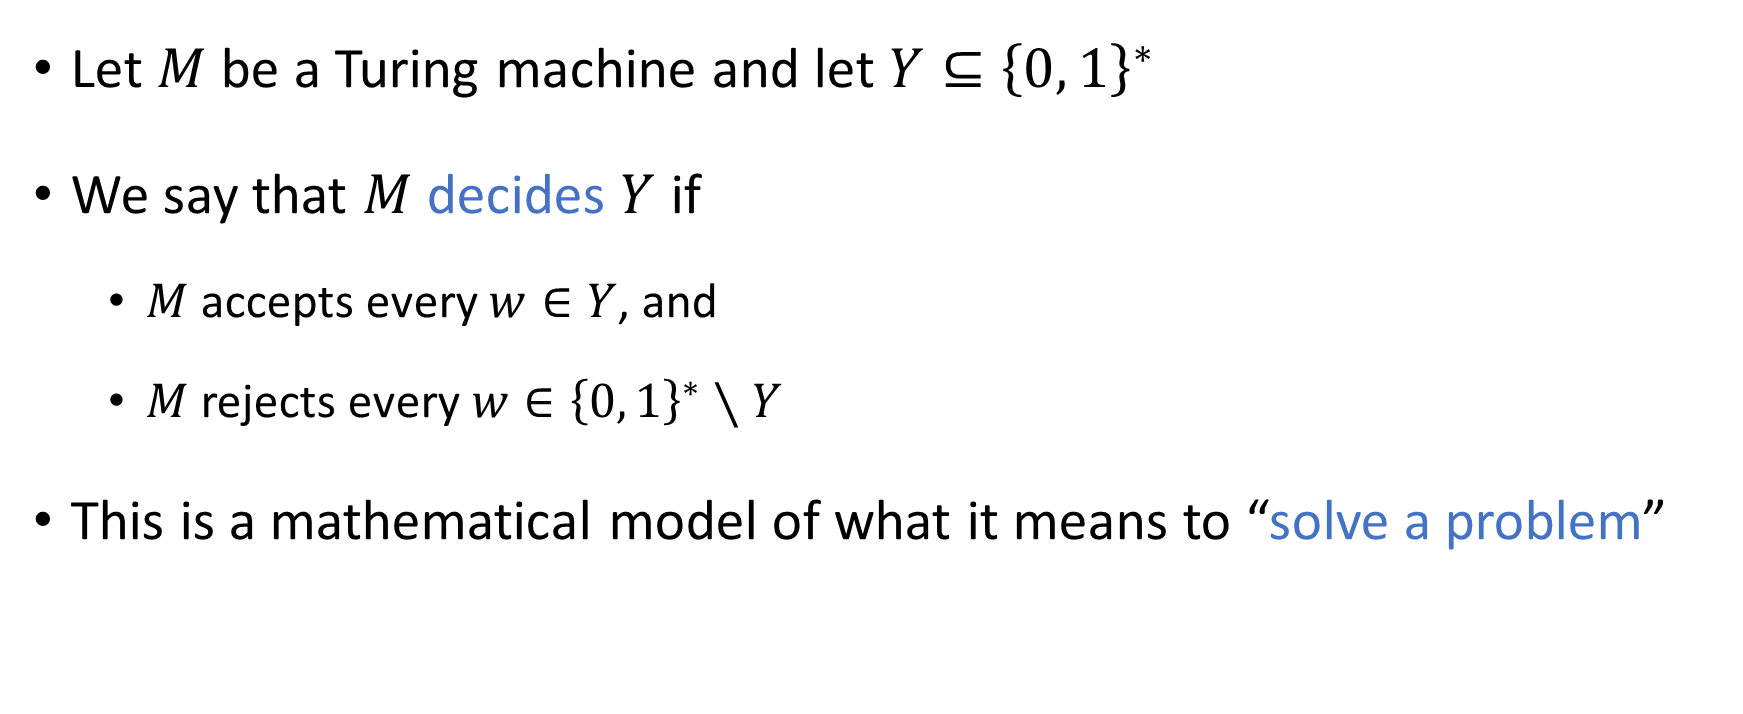 • Let 𝑀 be a Turing machine and let 𝑌 ⊆ {0, 1}*
• We say that 𝑀 decides 𝑌 if
• 𝑀 accepts every 𝑤 ∈ 𝑌, and
• 𝑀 rejects every 𝑤 ∈ {0, 1}* ∖ 𝑌
• This is a mathematical model of what it means to “solve a problem”